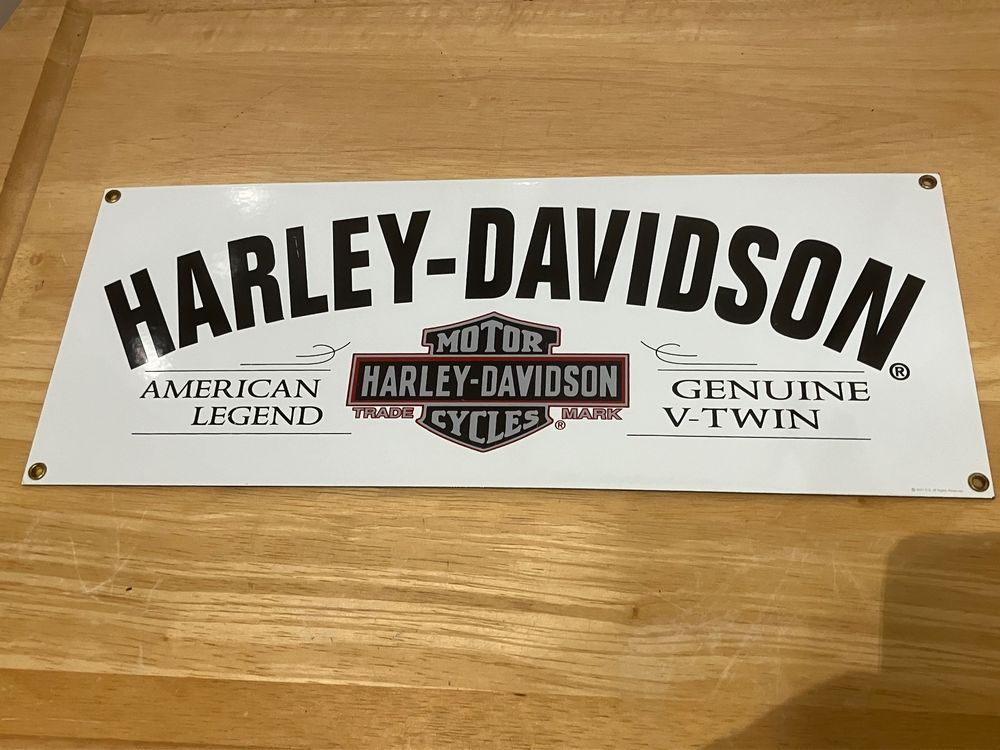 HARLEY-DAVIDSON®
MOTOR
HARLEY-DAVIDSON
TRADE MARK
CYCLES®
AMERICAN
LEGEND
GENUINE
V-TWIN